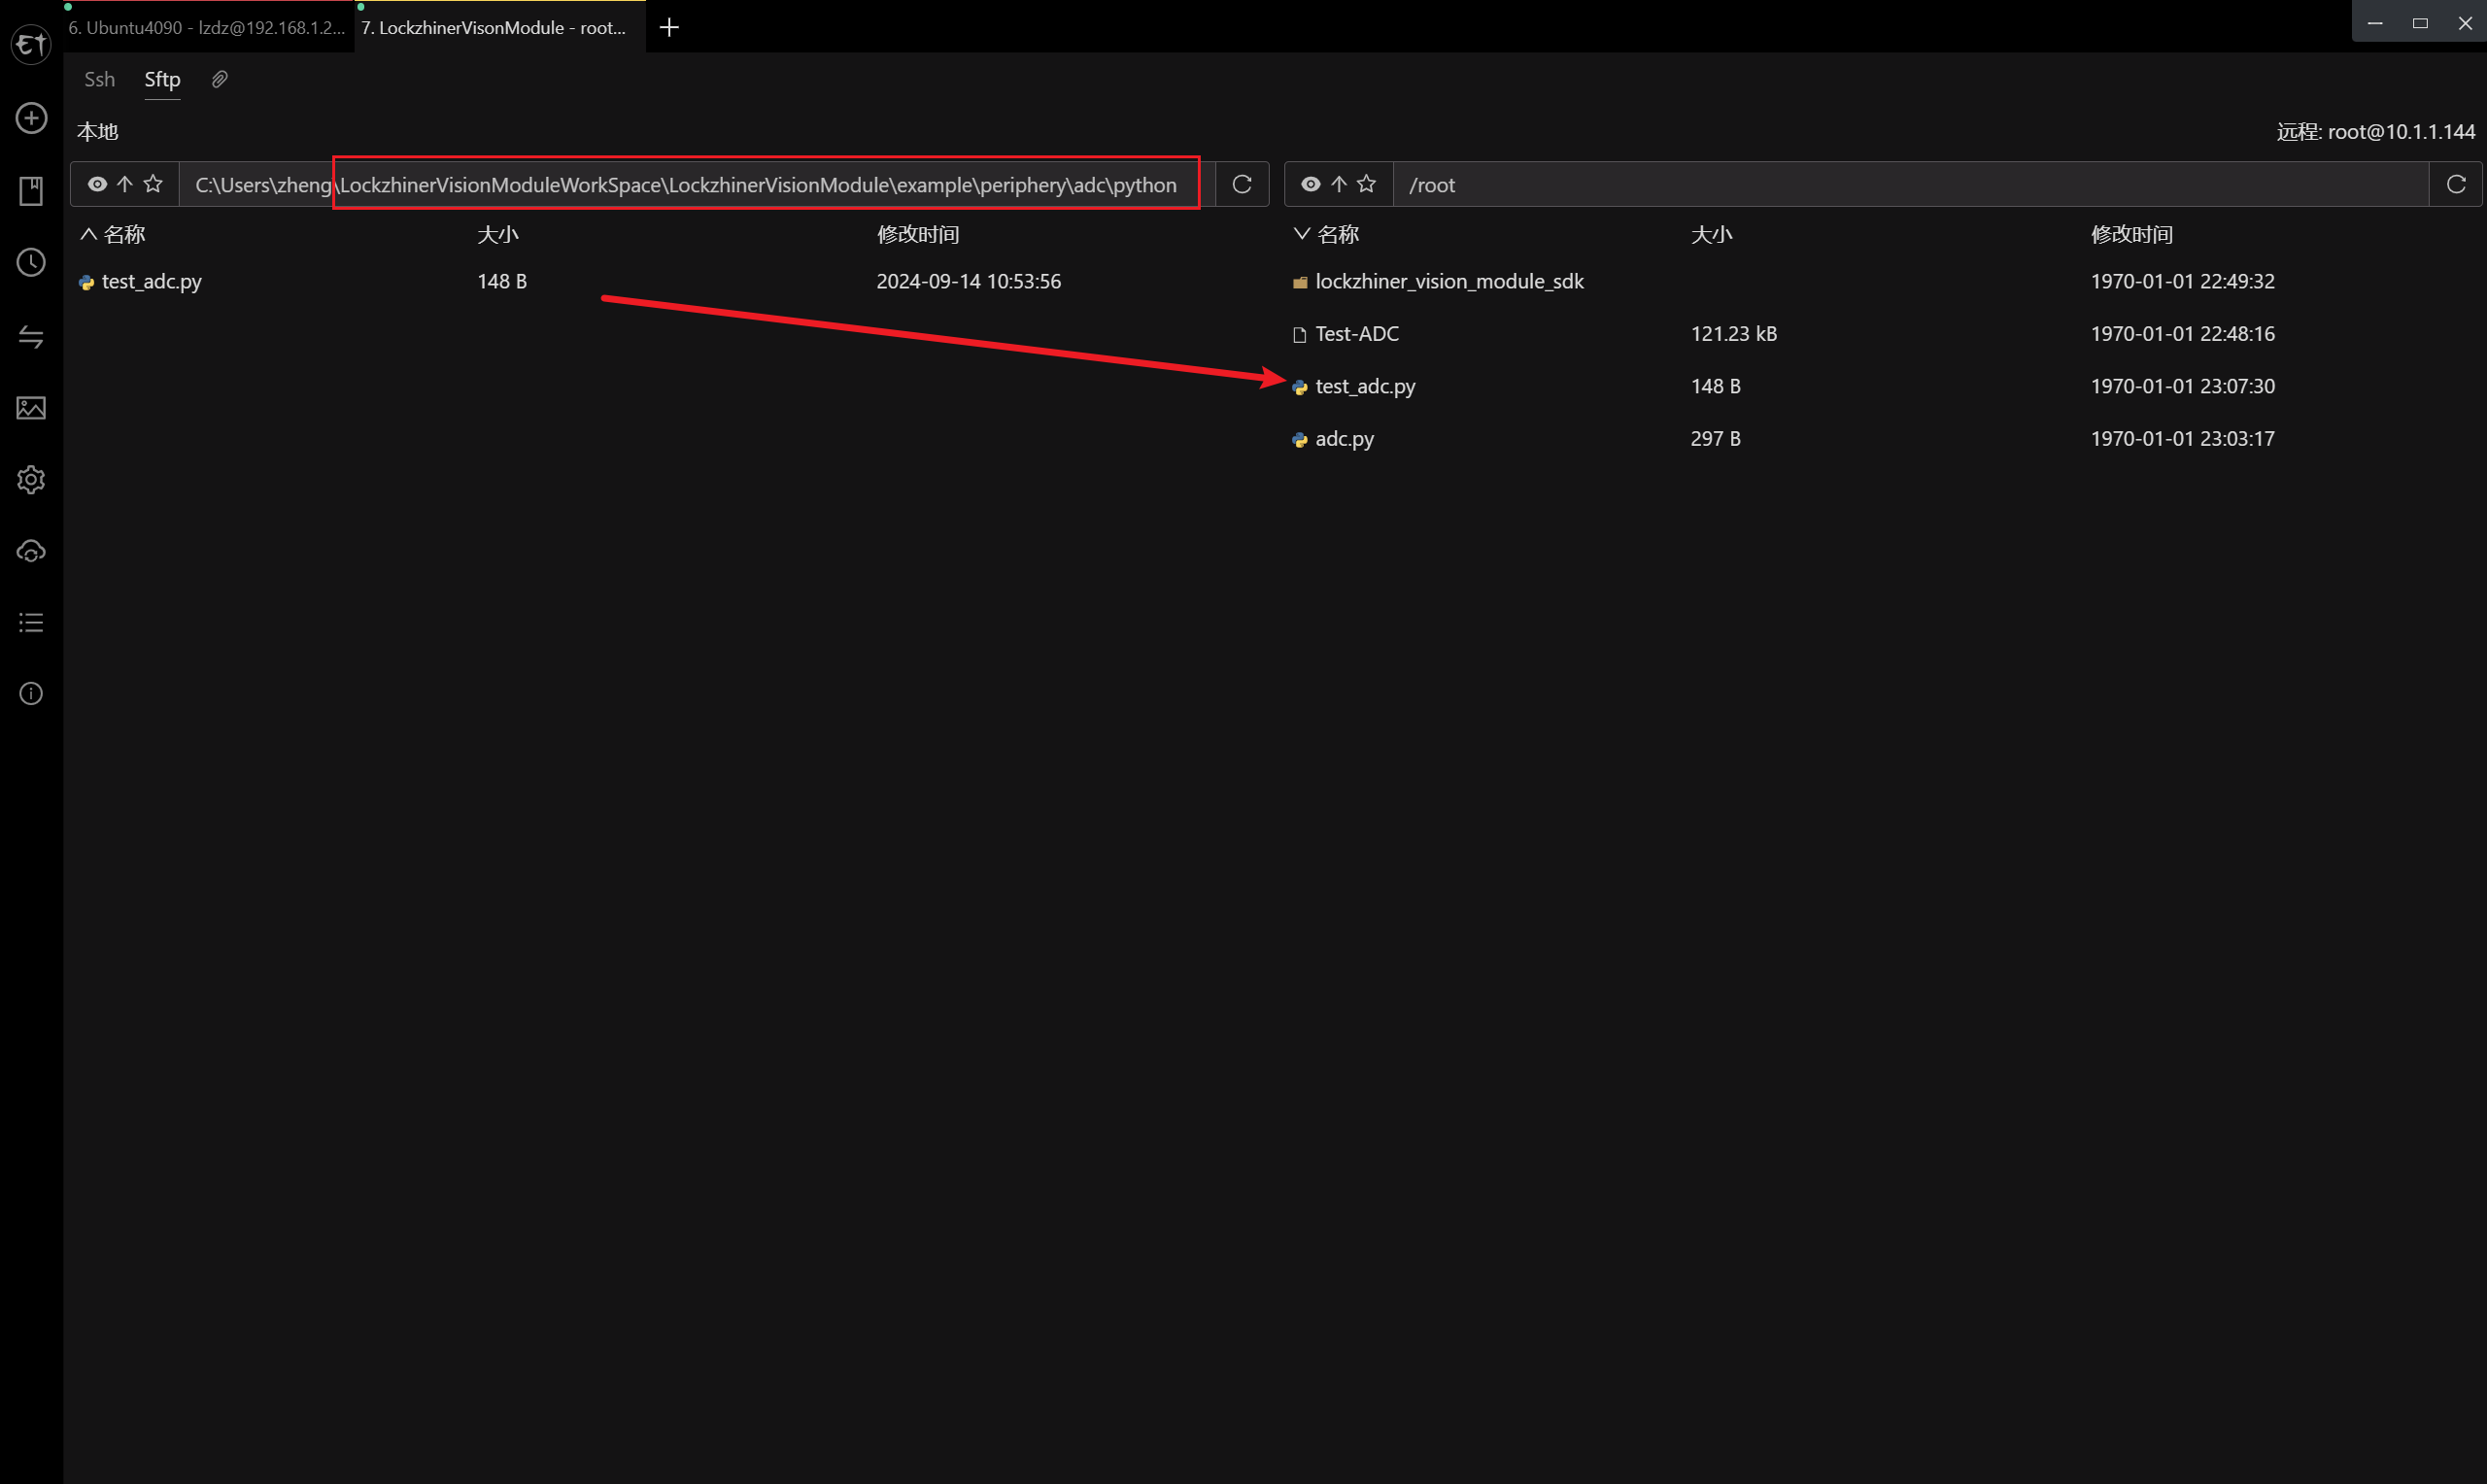 6. Ubuntu4090 - lzdz@192.168.1.2...
7. LockzhinerVisonModule - root...
Ssh
Sftp
本地
远程: root@10.1.1.144
C:\Users\zheng\LockzhinerVisionModuleWorkSpace\LockzhinerVisionModule\example\periphery\adc\python
/root
名称 大小 修改时间
名称 大小 修改时间
test_adc.py 148 B 2024-09-14 10:53:56
lockzhiner_vision_module_sdk 1970-01-01 22:49:32
Test-ADC 121.23 kB 1970-01-01 22:48:16
test_adc.py 148 B 1970-01-01 23:07:30
adc.py 297 B 1970-01-01 23:03:17